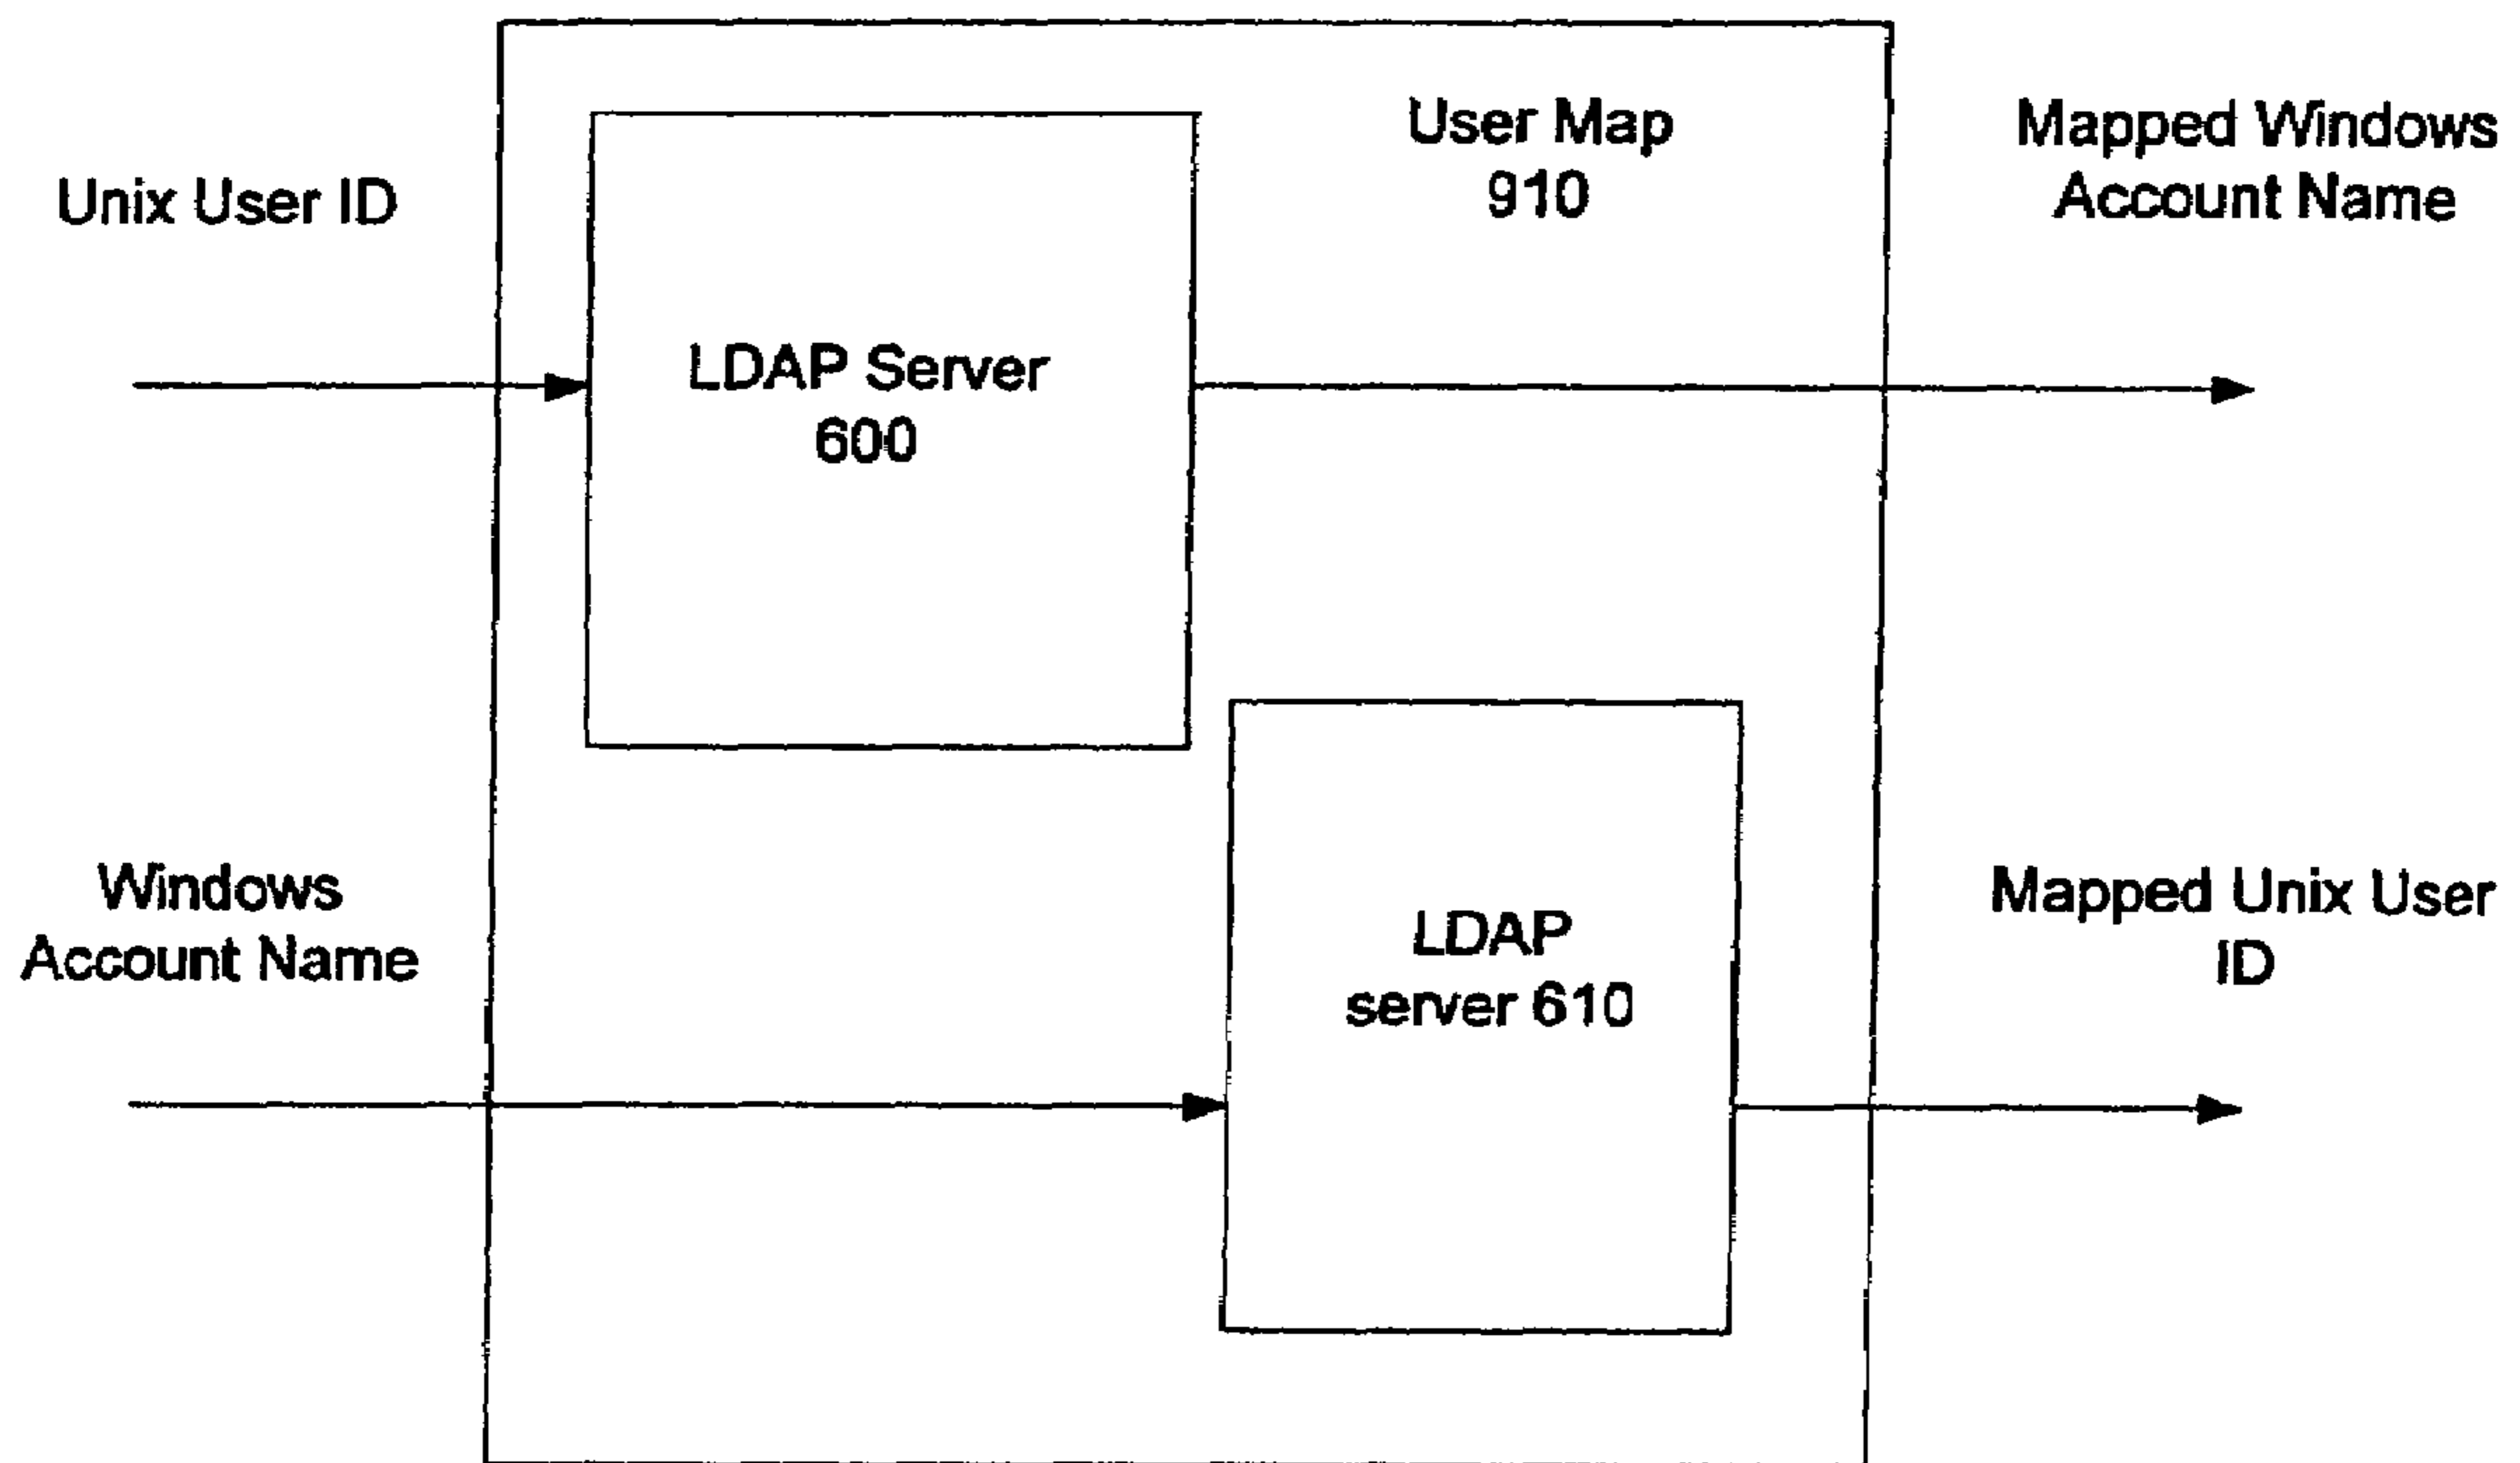 Unix User ID
LDAP Server
600
User Map
910
Mapped Windows
Account Name
Windows
Account Name
LDAP
server 610
Mapped Unix User
ID